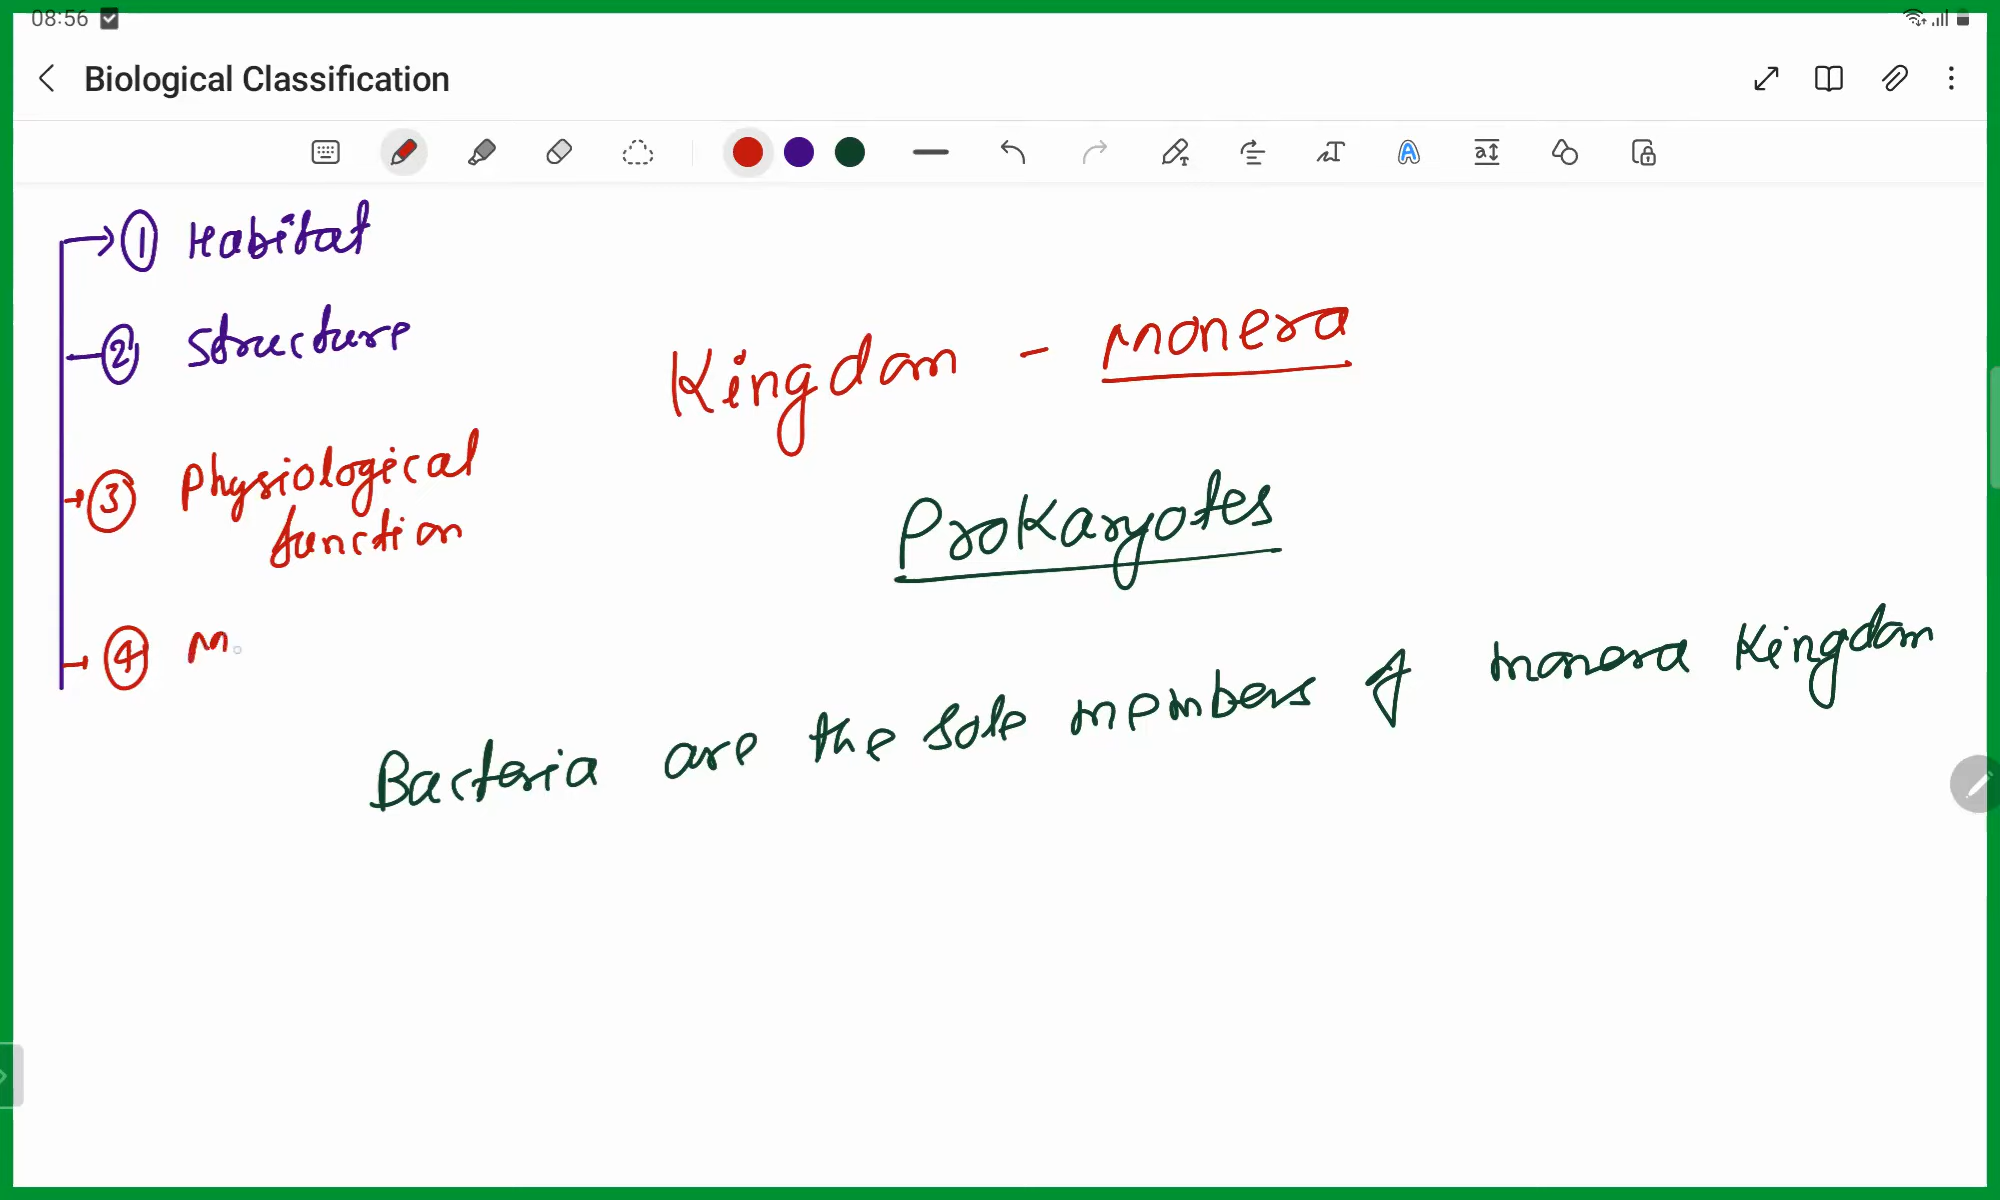 08:56
Biological Classification
① Habitat
② Structure
Kingdom - Monera
③ Physiological
function
Prokaryotes
④ M
Bacteria are the sole members of monera Kingdom